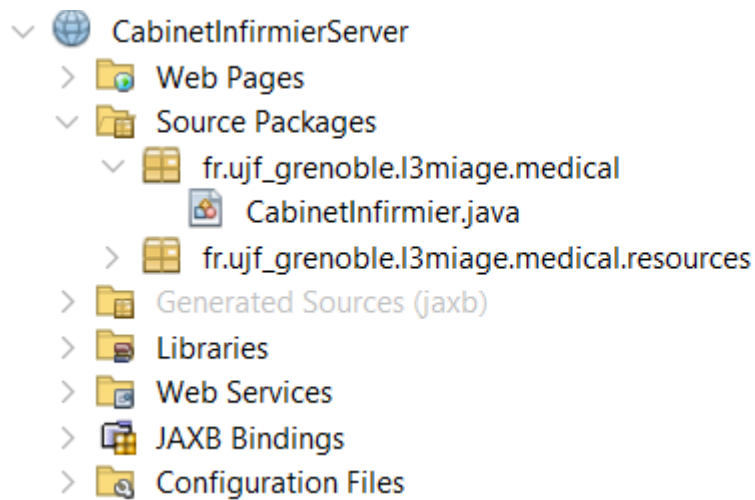 CabinetInfirmierServer
Web Pages
Source Packages
fr.ujf_grenoble.l3miage.medical
CabinetInfirmier.java
fr.ujf_grenoble.l3miage.medical.resources
Generated Sources (jaxb)
Libraries
Web Services
JAXB Bindings
Configuration Files